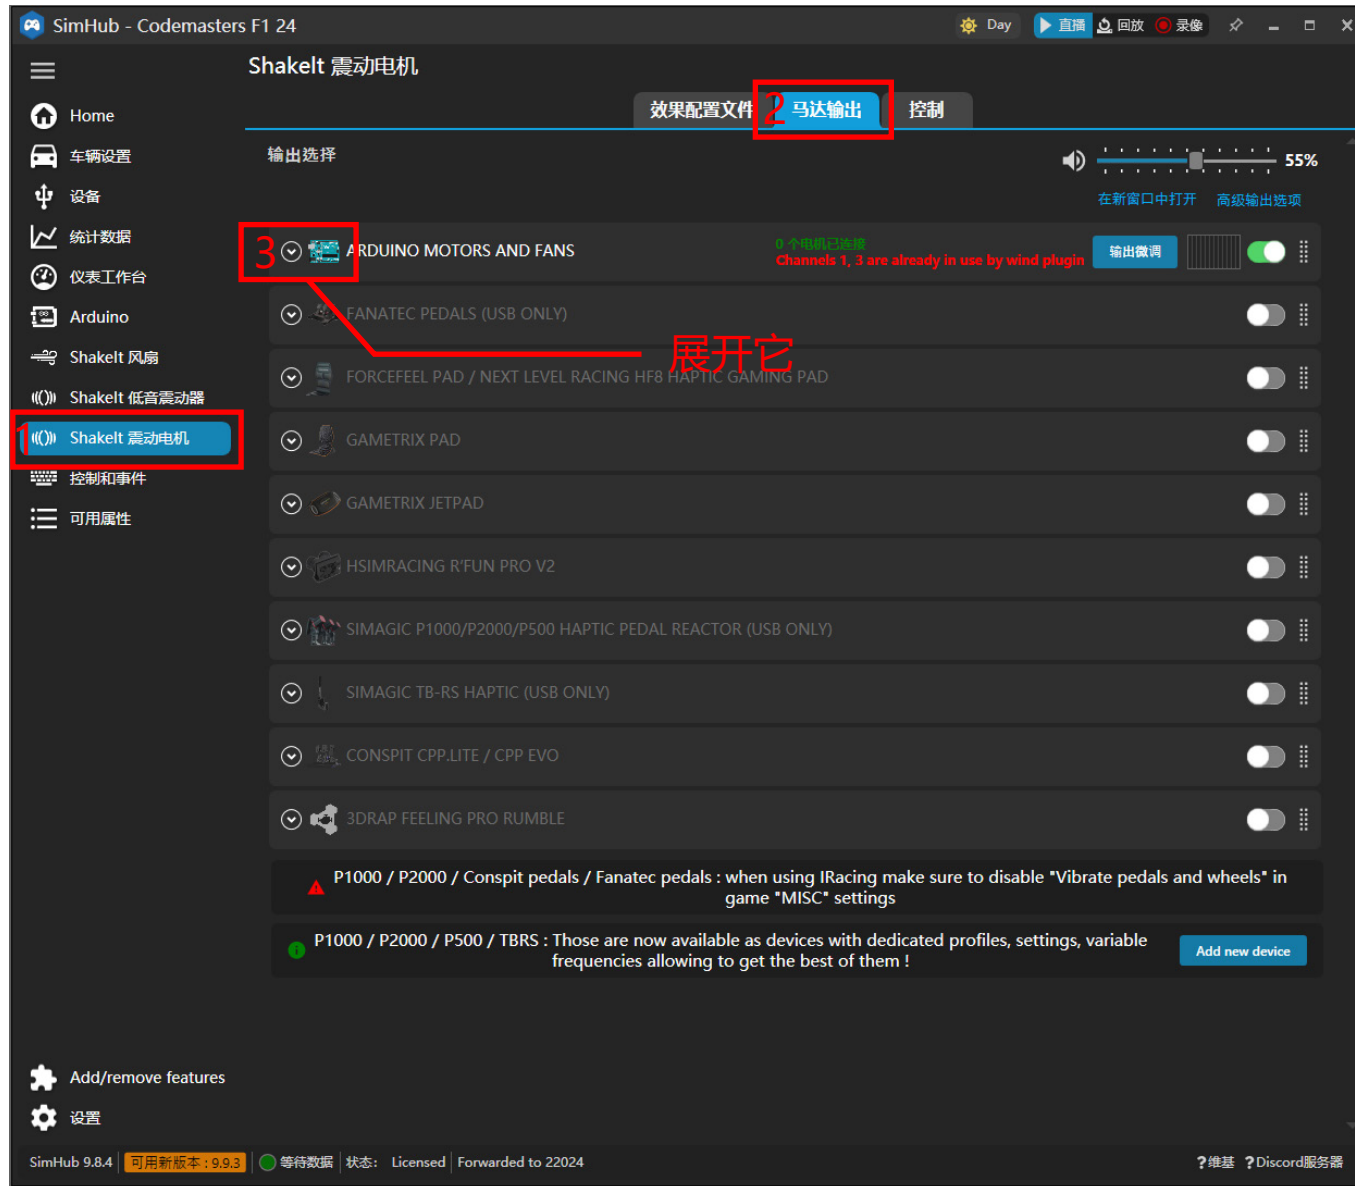 SimHub - Codemasters F1 24
Day
直播
回放
录像
ShakeIt 震动电机
效果配置文件
2
马达输出
控制
Home
车辆设置
设备
统计数据
仪表工作台
Arduino
ShakeIt 风扇
ShakeIt 低音震动器
1
ShakeIt 震动电机
控制和事件
可用属性
输出选择
55%
在新窗口中打开 高级输出选项
3
ARDUINO MOTORS AND FANS
0 个电机已连接
Channels 1, 3 are already in use by wind plugin
输出微调
FANATEC PEDALS (USB ONLY)
展开它
FORCEFEEL PAD / NEXT LEVEL RACING HF8 HAPTIC GAMING PAD
GAMETRIX PAD
GAMETRIX JETPAD
HSIMRACING R'FUN PRO V2
SIMAGIC P1000/P2000/P500 HAPTIC PEDAL REACTOR (USB ONLY)
SIMAGIC TB-RS HAPTIC (USB ONLY)
CONSPIT CPP.LITE / CPP EVO
3DRAP FEELING PRO RUMBLE
P1000 / P2000 / Conspit pedals / Fanatec pedals : when using IRacing make sure to disable "Vibrate pedals and wheels" in
game "MISC" settings
P1000 / P2000 / P500 / TBRS : Those are now available as devices with dedicated profiles, settings, variable
frequencies allowing to get the best of them !
Add new device
Add/remove features
设置
SimHub 9.8.4 可用新版本 : 9.9.3 等待数据 状态: Licensed Forwarded to 22024
?维基 ?Discord服务器